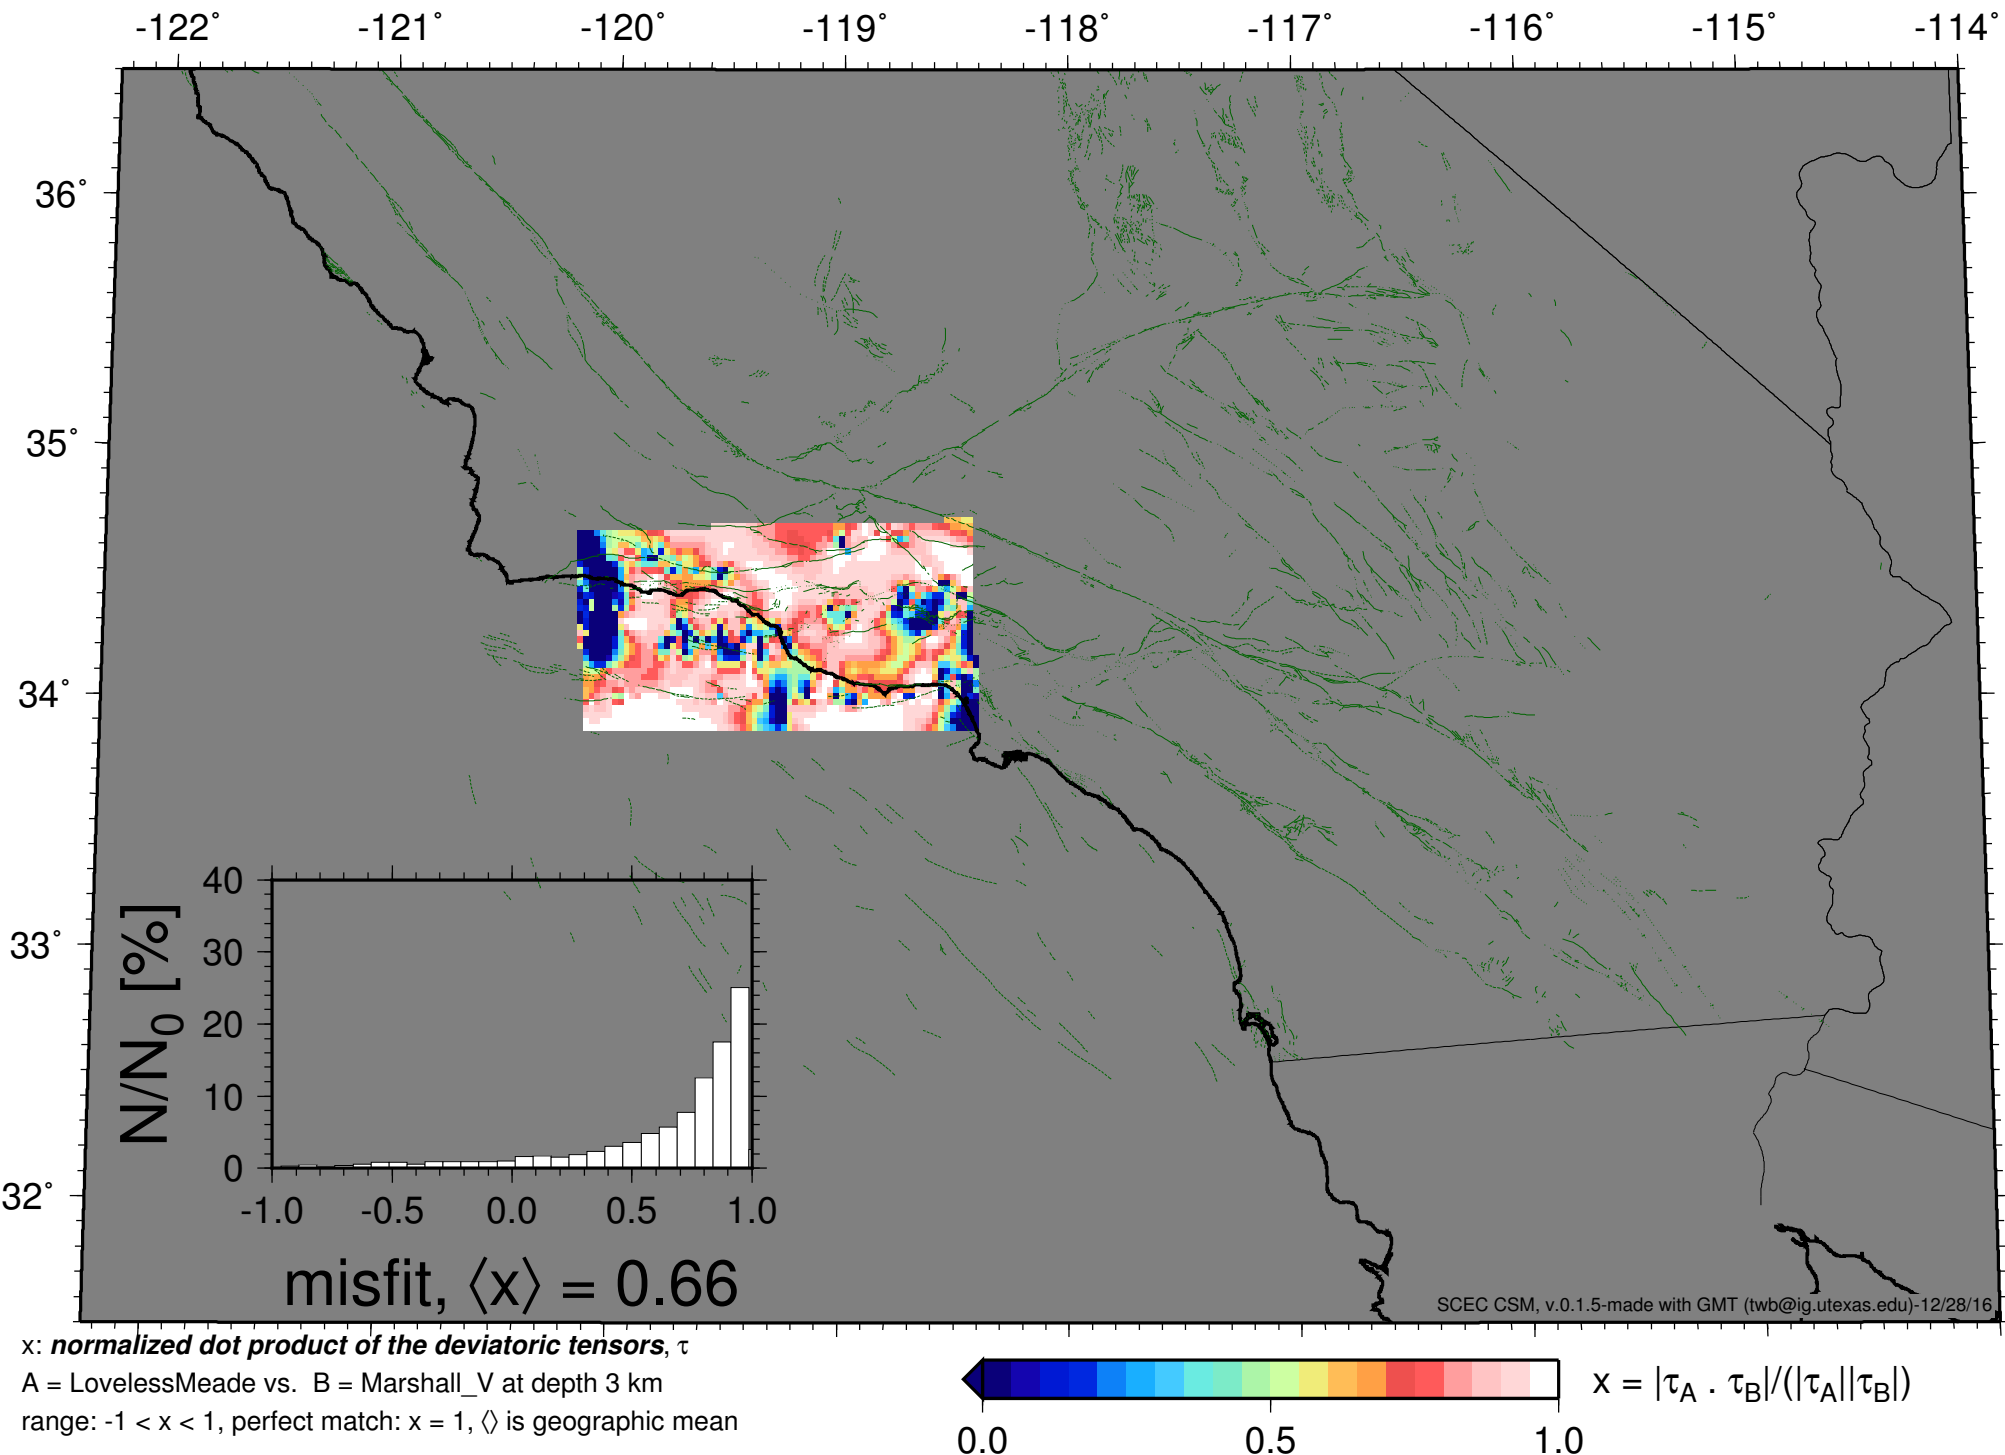 -122° -121° -120° -119° -118° -117° -116° -115° -114°
36°
35°
34°
33°
32°
N/N0 [%]
40
30
20
10
0
-1.0 -0.5 0.0 0.5 1.0
misfit, ⟨x⟩ = 0.66
SCEC CSM, v.0.1.5-made with GMT (twb@ig.utexas.edu)-12/28/16
x: normalized dot product of the deviatoric tensors, τ
A = LovelessMeade vs. B = Marshall_V at depth 3 km
range: -1 < x < 1, perfect match: x = 1, ⟨⟩ is geographic mean
x = |τA . τB|/(|τA||τB|)
0.0 0.5 1.0